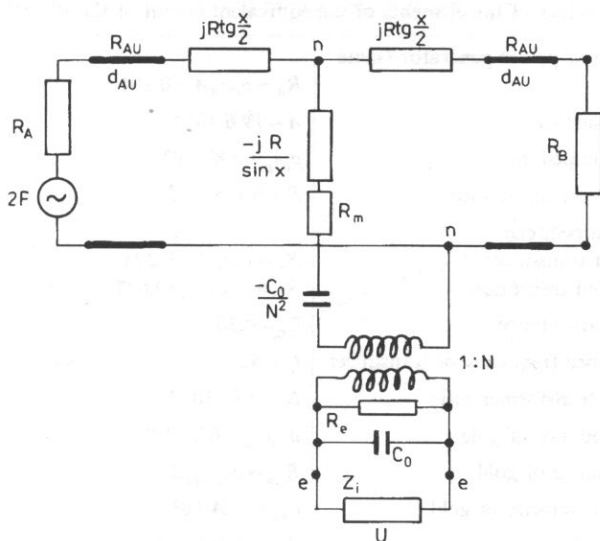 jRtg x/2
jRtg x/2
R_AU
n
R_AU
d_AU
d_AU
R_A
-jR/sin x
R_B
2F
R_m
n
-C_0/N^2
1:N
R_e
C_0
e
e
Z_i
U